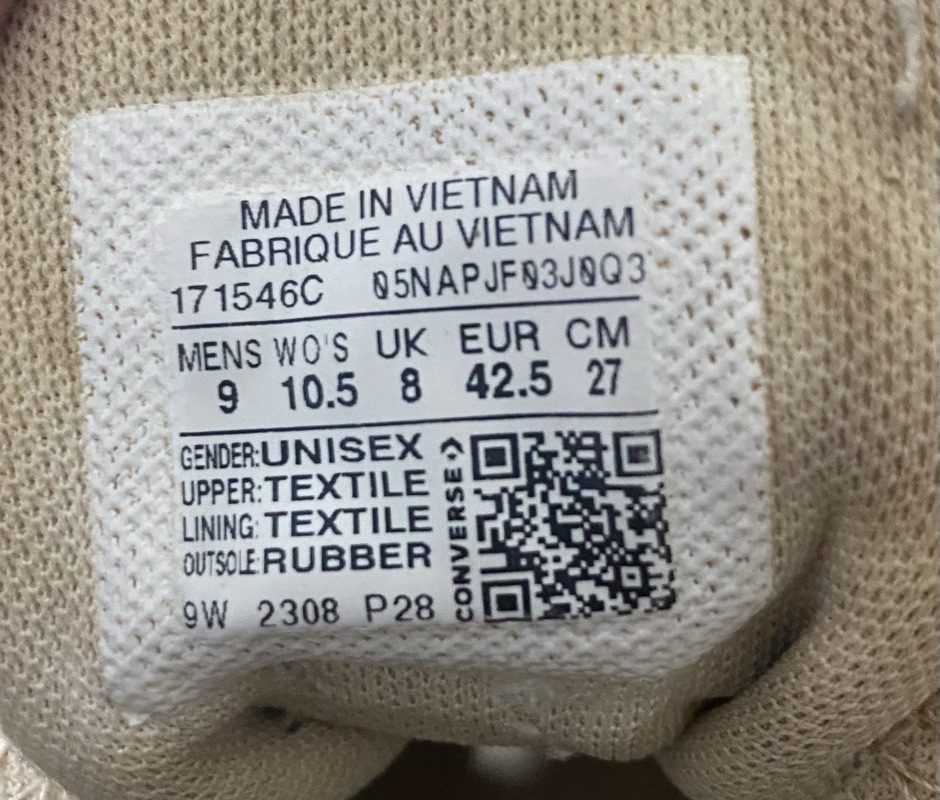 MADE IN VIETNAM
FABRIQUE AU VIETNAM
171546C 05NAPJF03J0Q3
MENS WO'S UK EUR CM
9 10.5 8 42.5 27
GENDER:UNISEX
UPPER:TEXTILE
LINING:TEXTILE
OUTSOLE:RUBBER
9W 2308 P28
CONVERSE